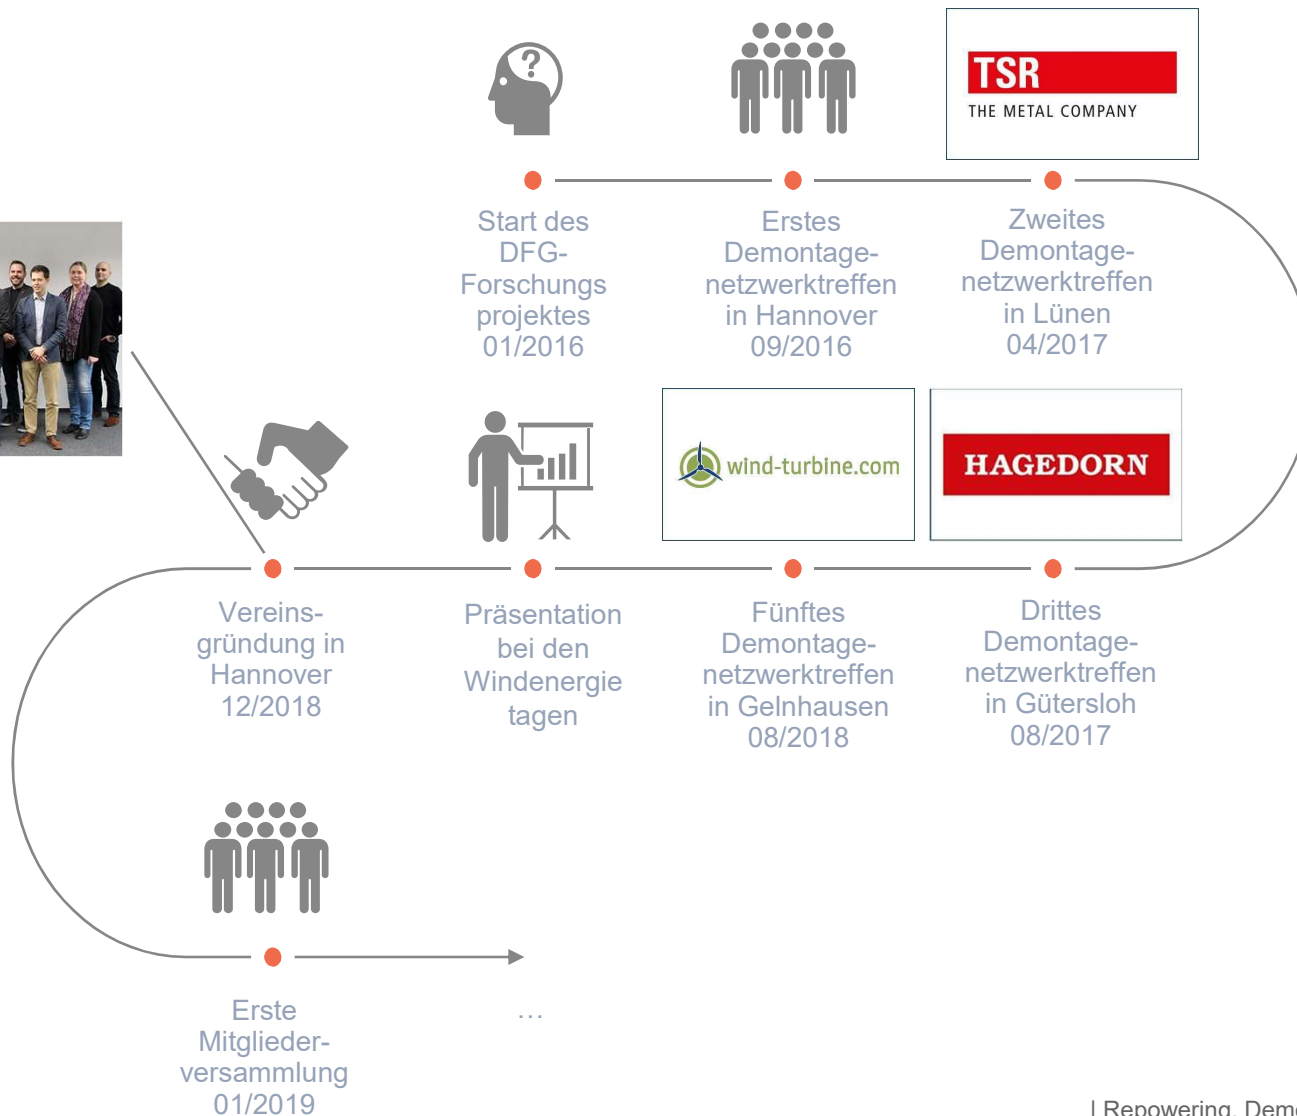 ?
TSR
THE METAL COMPANY
Start des
DFG-
Forschungs
projektes
01/2016
Erstes
Demontage-
netzwerktreffen
in Hannover
09/2016
Zweites
Demontage-
netzwerktreffen
in Lünen
04/2017
wind-turbine.com
HAGEDORN
Vereins-
gründung in
Hannover
12/2018
Präsentation
bei den
Windenergie
tagen
Fünftes
Demontage-
netzwerktreffen
in Gelnhausen
08/2018
Drittes
Demontage-
netzwerktreffen
in Gütersloh
08/2017
Erste
Mitglieder-
versammlung
01/2019
…
| Repowering, Demo